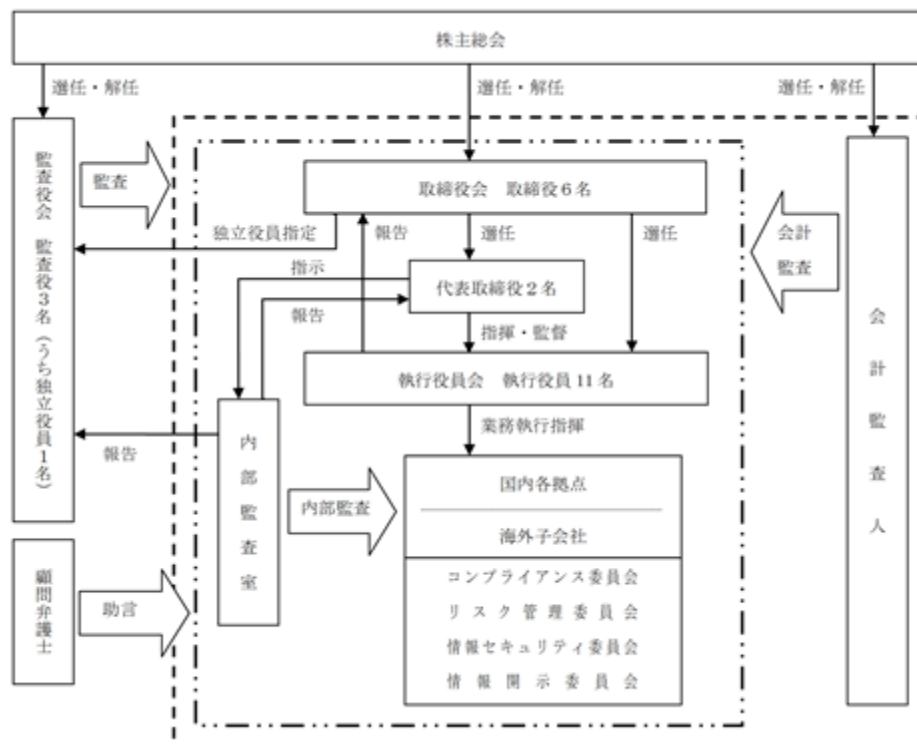 株主総会
選任・解任
選任・解任
選任・解任
監査役会 監査役3名（うち独立役員1名）
監査
取締役会 取締役6名
独立役員指定
報告
選任
選任
会計
監査
会計監査人
指示
代表取締役2名
報告
指揮・監督
執行役員会 執行役員11名
業務執行指揮
報告
内部監査室
内部監査
国内各拠点
海外子会社
コンプライアンス委員会
リスク管理委員会
情報セキュリティ委員会
情報開示委員会
顧問弁護士
助言